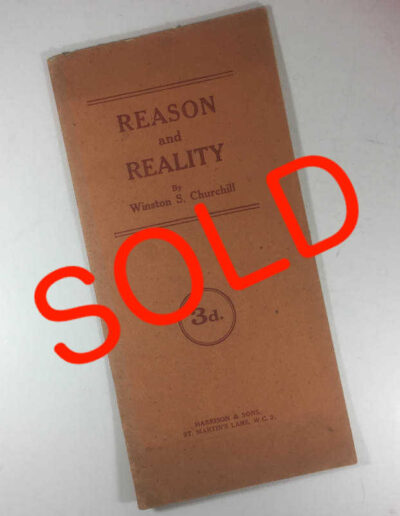 REASON
and
REALITY
By
Winston S. Churchill
SOLD
3d.
HARRISON & SONS,
ST. MARTIN'S LANE, W.C. 2.